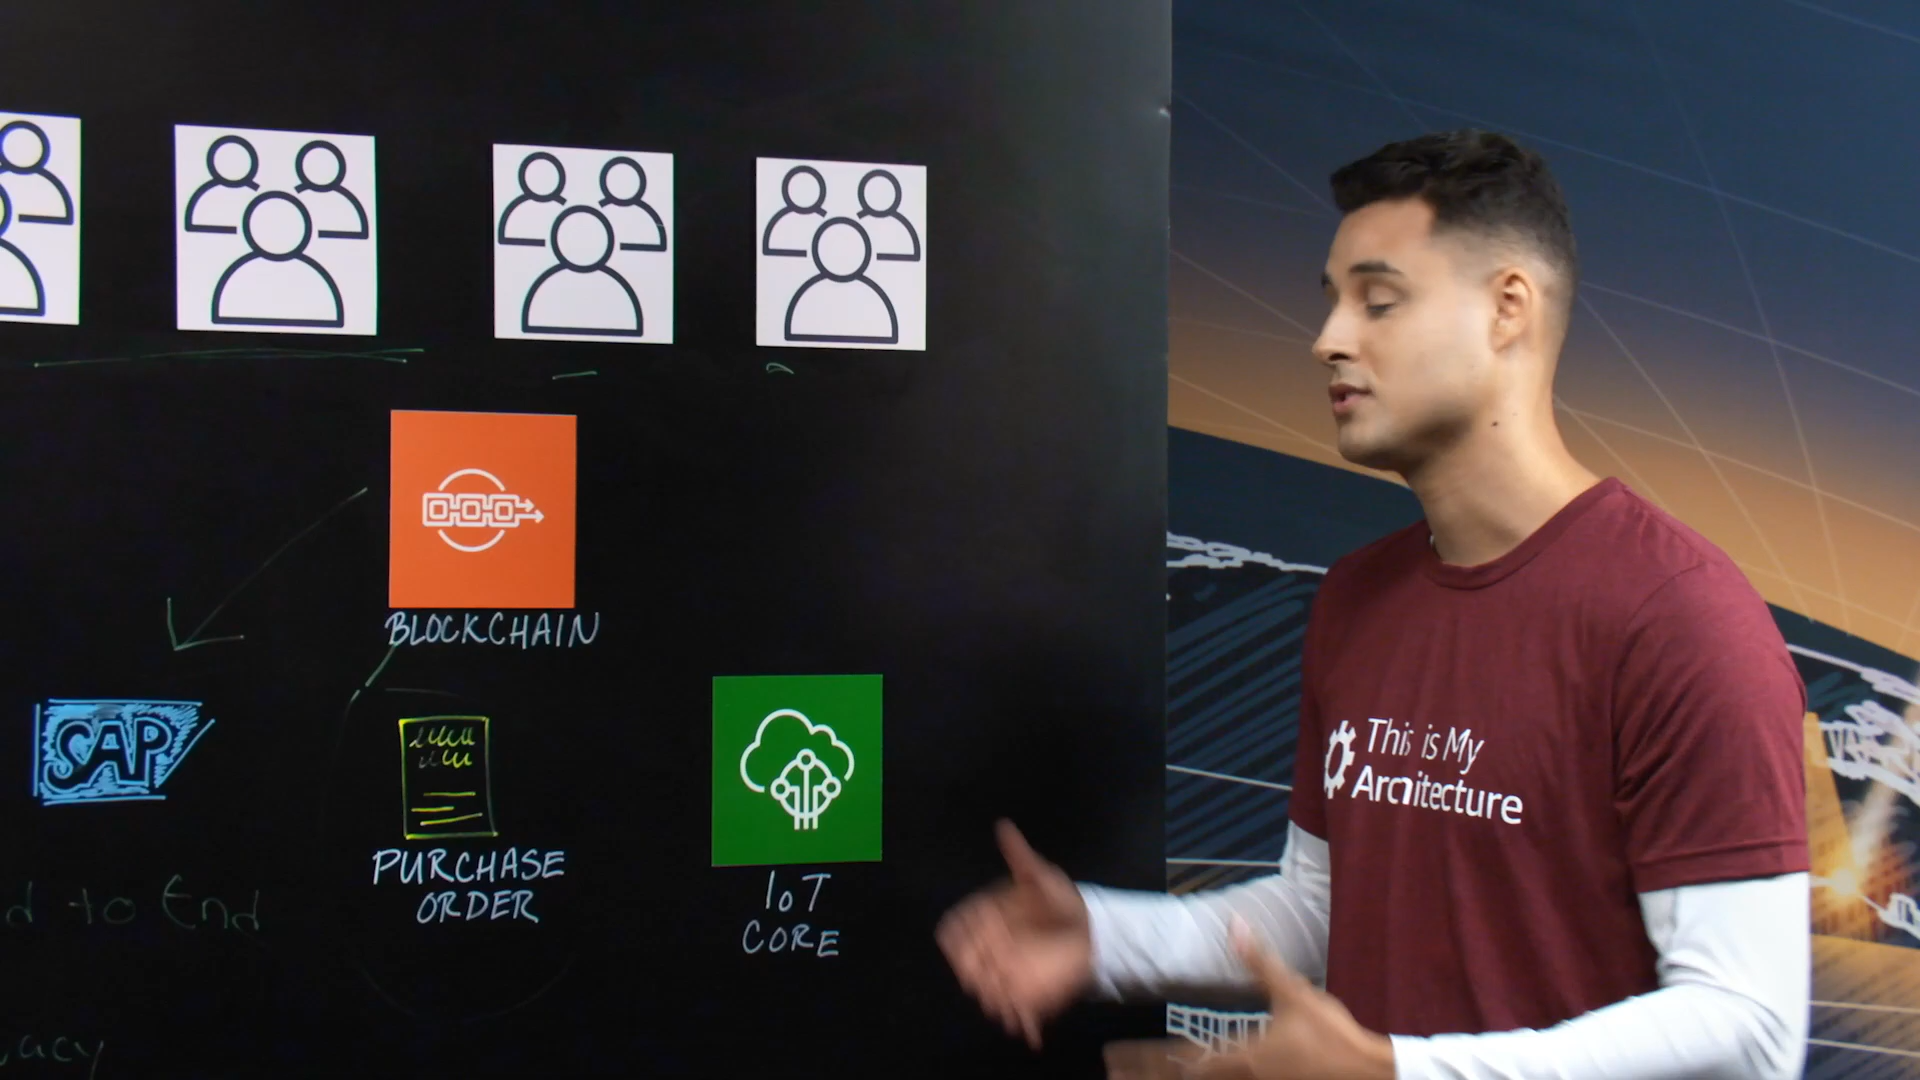 BLOCKCHAIN
SAP
PURCHASE
ORDER
IoT
CORE
to End
This is My
Architecture